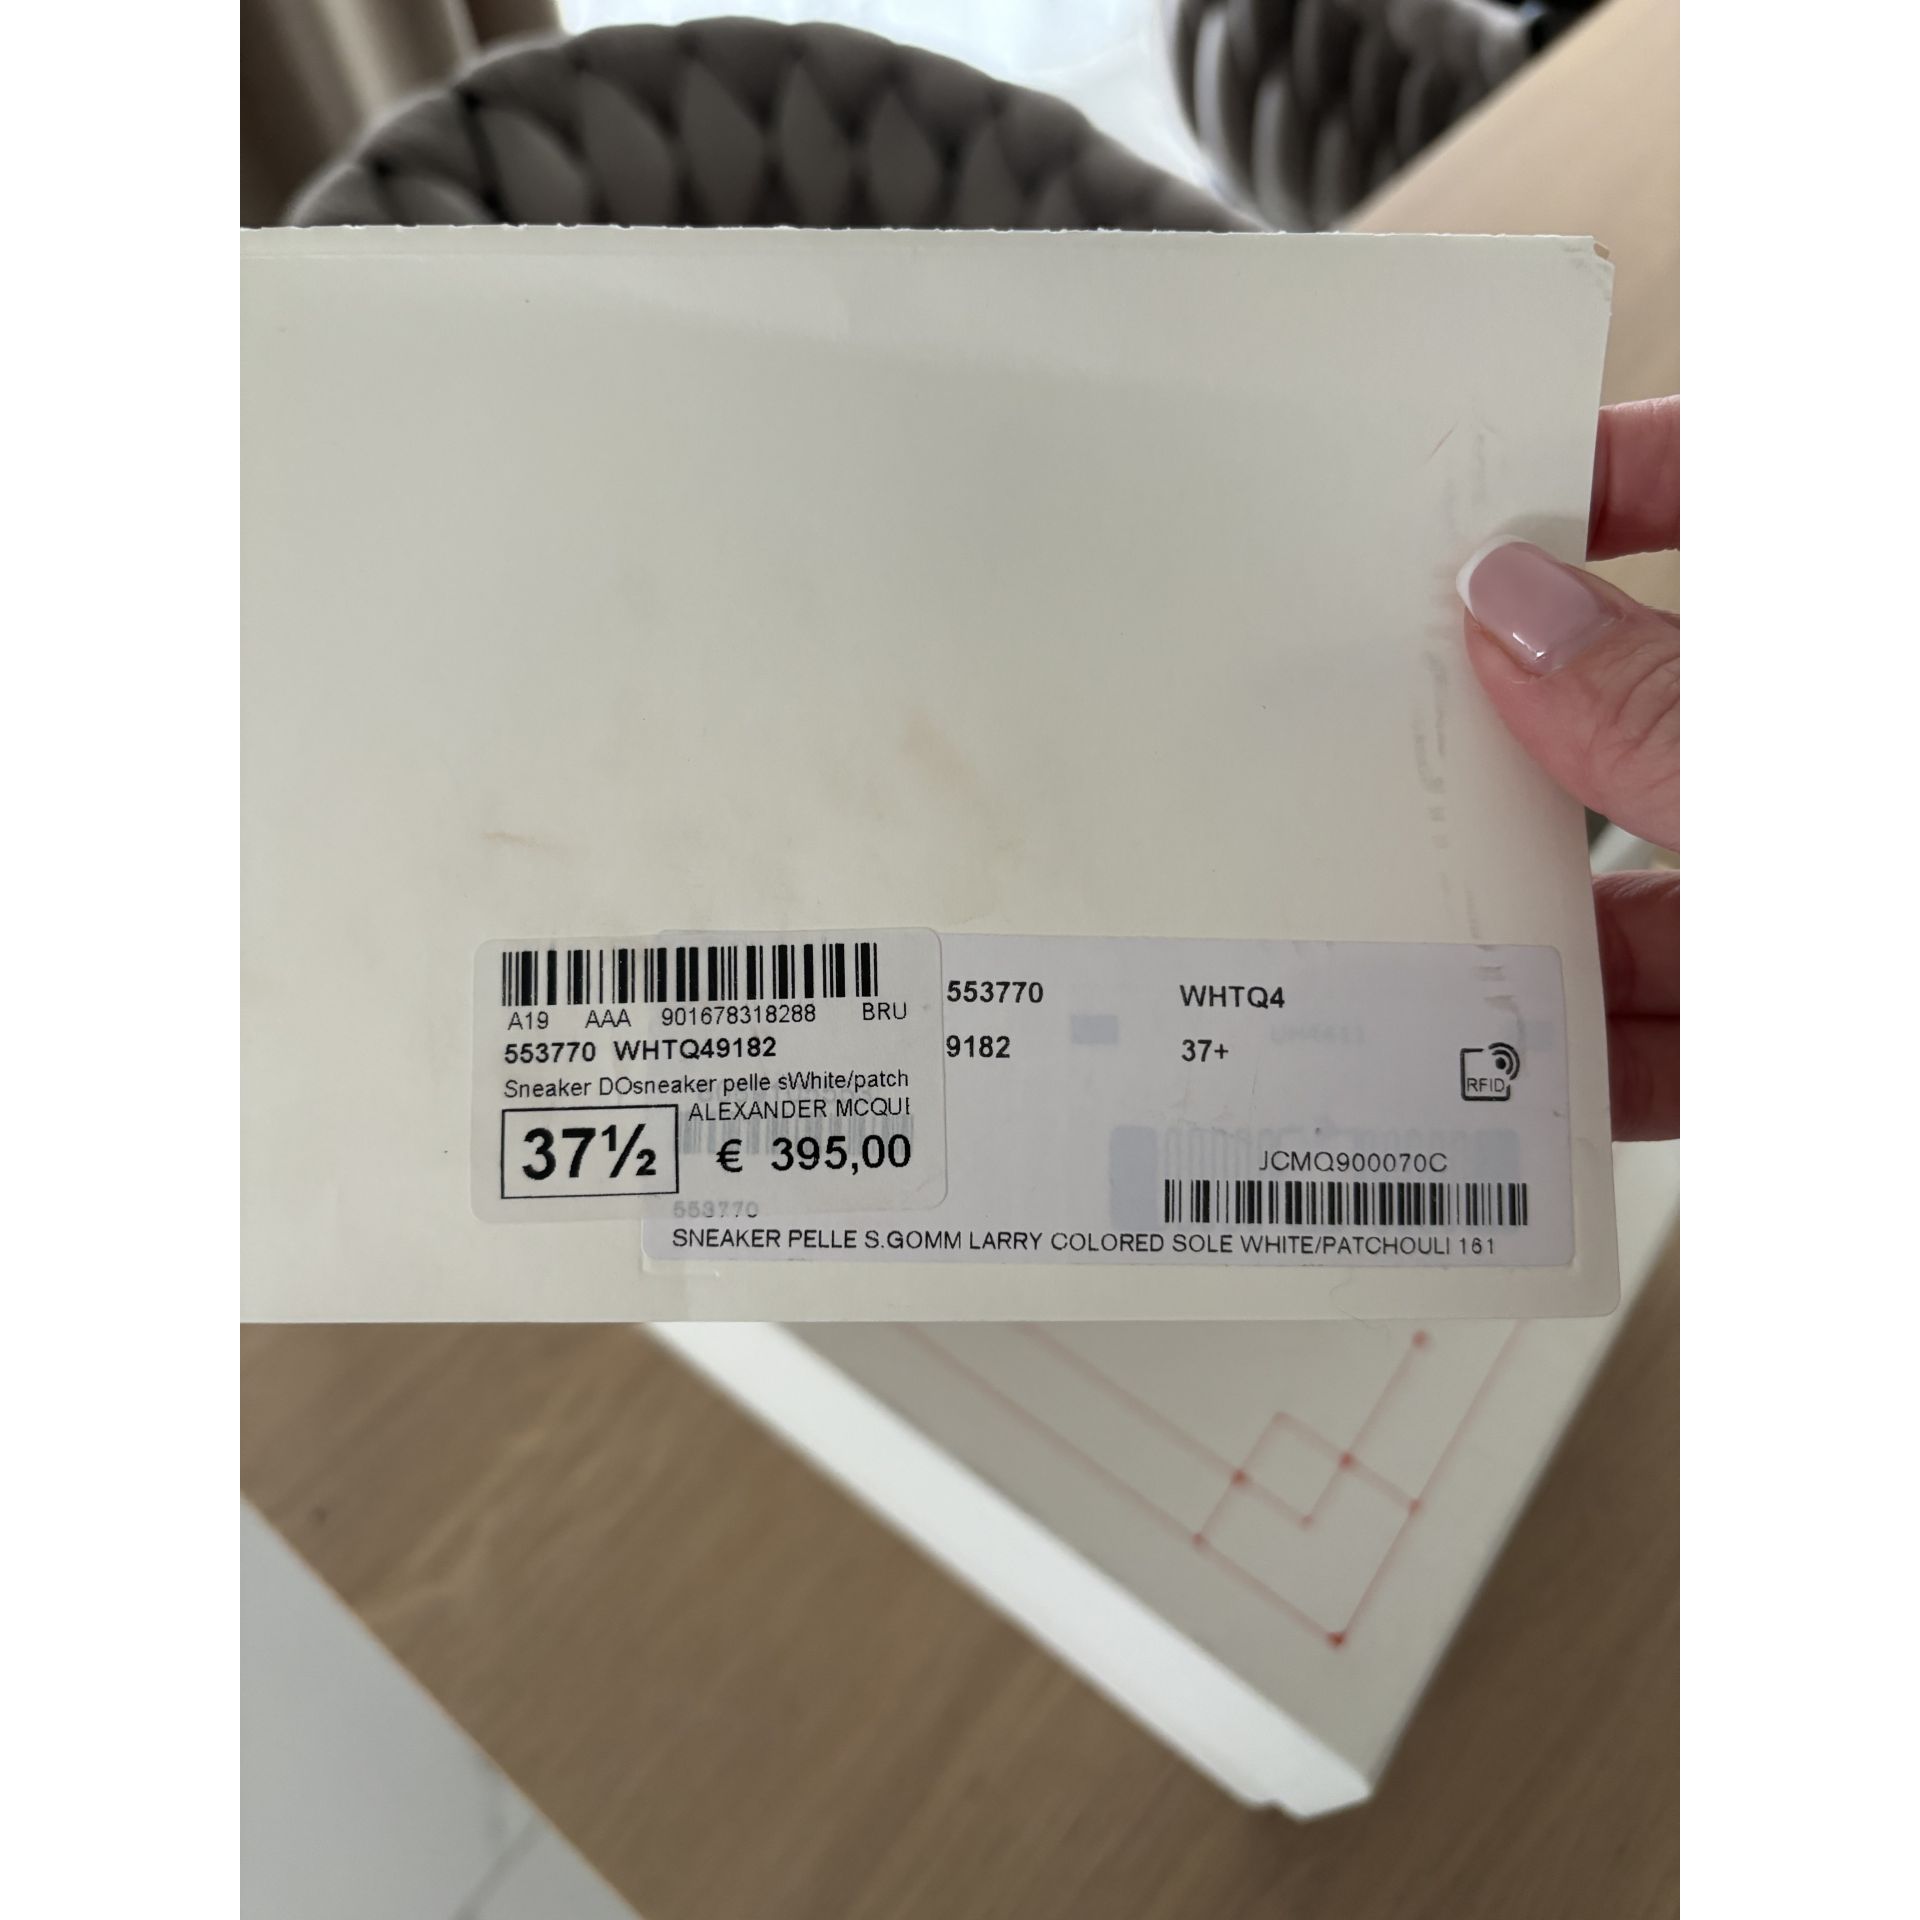 A19 AAA 901678318288 BRU
553770 WHTQ49182
Sneaker DOsneaker pelle sWhite/patch
ALEXANDER MCQUE
37½ € 395,00
553770 WHTQ4
9182 37+
RFID
JCMQ900070C
553770
SNEAKER PELLE S.GOMM LARRY COLORED SOLE WHITE/PATCHOULI 161